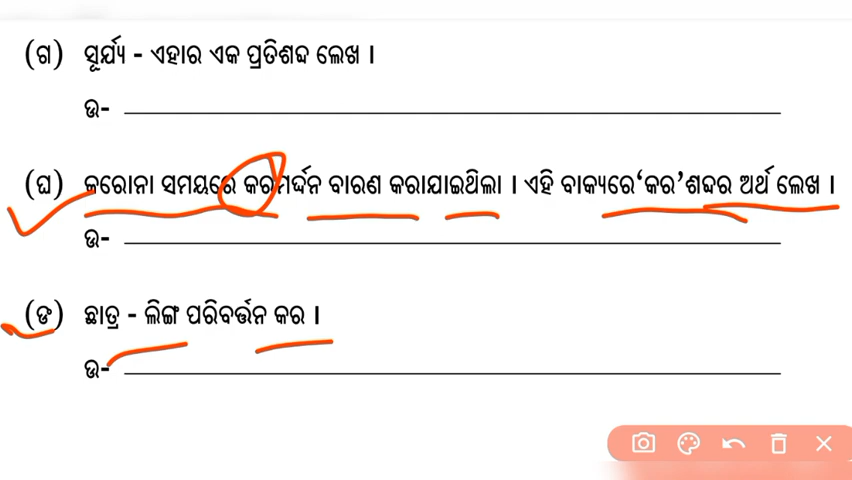 (ଗ) ସୂର୍ଯ୍ୟ - ଏହାର ଏକ ପ୍ରତିଶବ୍ଦ ଲେଖ ।
ଉ-
(ଘ) କରୋନା ସମୟରେ କରମର୍ଦ୍ଦନ ବାରଣ କରାଯାଇଥିଲା । ଏହି ବାକ୍ୟରେ ‘କର’ ଶବ୍ଦର ଅର୍ଥ ଲେଖ ।
ଉ-
(ଙ) ଛାତ୍ର - ଲିଙ୍ଗ ପରିବର୍ତ୍ତନ କର ।
ଉ-